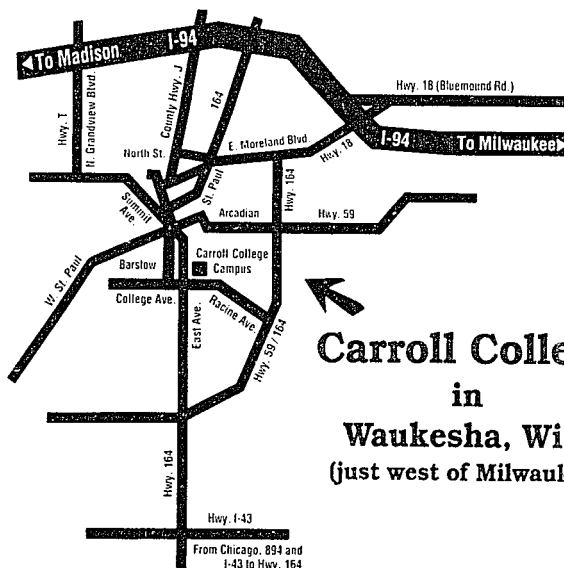 ◄To Madison
I-94
Hwy. 18 (Bluemound Rd.)
Hwy. T
N. Grandview Blvd.
County Hwy. J
164
I-94
To Milwaukee►
E. Moreland Blvd
Hwy. 18
North St.
St. Paul
Summit
Ave.
Arcadian
Hwy. 164
Hwy. 59
W. St. Paul
Barstow
Carroll College
Campus
College Ave.
Racine Ave.
East Ave.
Hwy. 59 / 164
Carroll Colle
in
Waukesha, Wi
(just west of Milwauk
Hwy. 164
Hwy. I-43
From Chicago, 894 and
I-43 to Hwy. 164